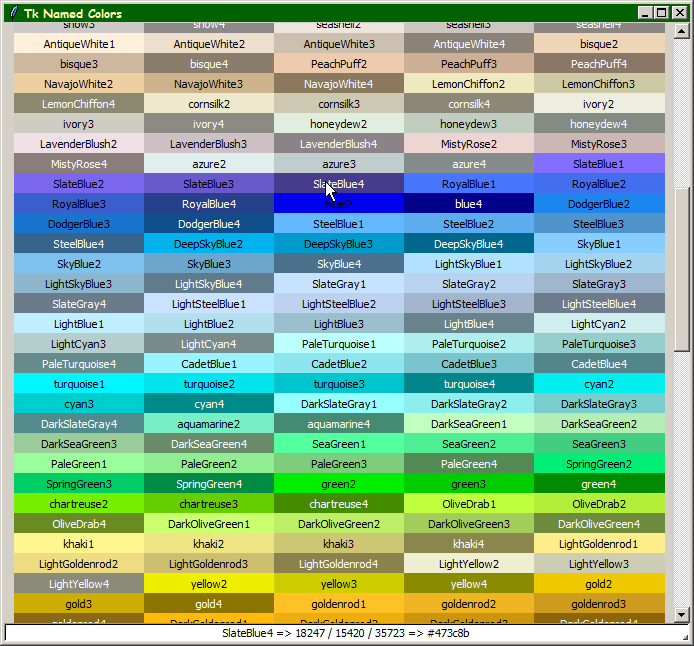 Tk Named Colors
snow3 snow4 seashell2 seashell3 seashell4
AntiqueWhite1 AntiqueWhite2 AntiqueWhite3 AntiqueWhite4 bisque2
bisque3 bisque4 PeachPuff2 PeachPuff3 PeachPuff4
NavajoWhite2 NavajoWhite3 NavajoWhite4 LemonChiffon2 LemonChiffon3
LemonChiffon4 cornsilk2 cornsilk3 cornsilk4 ivory2
ivory3 ivory4 honeydew2 honeydew3 honeydew4
LavenderBlush2 LavenderBlush3 LavenderBlush4 MistyRose2 MistyRose3
MistyRose4 azure2 azure3 azure4 SlateBlue1
SlateBlue2 SlateBlue3 SlateBlue4 RoyalBlue1 RoyalBlue2
RoyalBlue3 RoyalBlue4 blue2 blue4 DodgerBlue2
DodgerBlue3 DodgerBlue4 SteelBlue1 SteelBlue2 SteelBlue3
SteelBlue4 DeepSkyBlue2 DeepSkyBlue3 DeepSkyBlue4 SkyBlue1
SkyBlue2 SkyBlue3 SkyBlue4 LightSkyBlue1 LightSkyBlue2
LightSkyBlue3 LightSkyBlue4 SlateGray1 SlateGray2 SlateGray3
SlateGray4 LightSteelBlue1 LightSteelBlue2 LightSteelBlue3 LightSteelBlue4
LightBlue1 LightBlue2 LightBlue3 LightBlue4 LightCyan2
LightCyan3 LightCyan4 PaleTurquoise1 PaleTurquoise2 PaleTurquoise3
PaleTurquoise4 CadetBlue1 CadetBlue2 CadetBlue3 CadetBlue4
turquoise1 turquoise2 turquoise3 turquoise4 cyan2
cyan3 cyan4 DarkSlateGray1 DarkSlateGray2 DarkSlateGray3
DarkSlateGray4 aquamarine2 aquamarine4 DarkSeaGreen1 DarkSeaGreen2
DarkSeaGreen3 DarkSeaGreen4 SeaGreen1 SeaGreen2 SeaGreen3
PaleGreen1 PaleGreen2 PaleGreen3 PaleGreen4 SpringGreen2
SpringGreen3 SpringGreen4 green2 green3 green4
chartreuse2 chartreuse3 chartreuse4 OliveDrab1 OliveDrab2
OliveDrab4 DarkOliveGreen1 DarkOliveGreen2 DarkOliveGreen3 DarkOliveGreen4
khaki1 khaki2 khaki3 khaki4 LightGoldenrod1
LightGoldenrod2 LightGoldenrod3 LightGoldenrod4 LightYellow2 LightYellow3
LightYellow4 yellow2 yellow3 yellow4 gold2
gold3 gold4 goldenrod1 goldenrod2 goldenrod3
goldenrod4 DarkGoldenrod1 DarkGoldenrod2 DarkGoldenrod3 DarkGoldenrod4
SlateBlue4 => 18247 / 15420 / 35723 => #473c8b